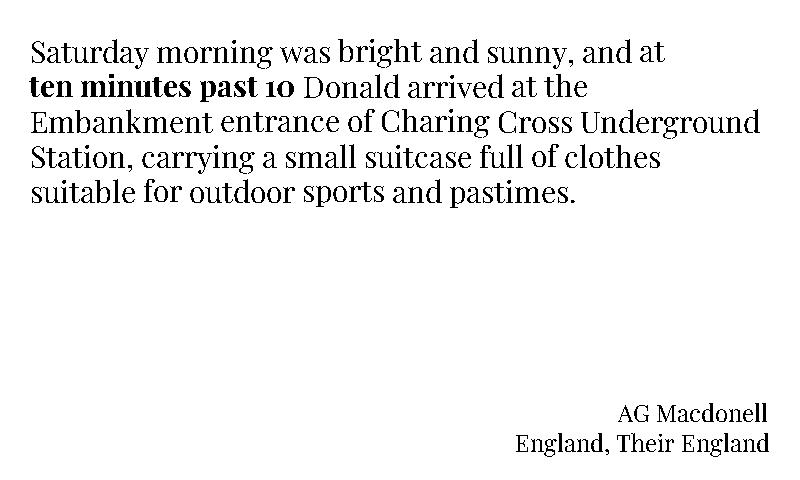 Saturday morning was bright and sunny, and at
ten minutes past 10 Donald arrived at the
Embankment entrance of Charing Cross Underground
Station, carrying a small suitcase full of clothes
suitable for outdoor sports and pastimes.
AG Macdonell
England, Their England